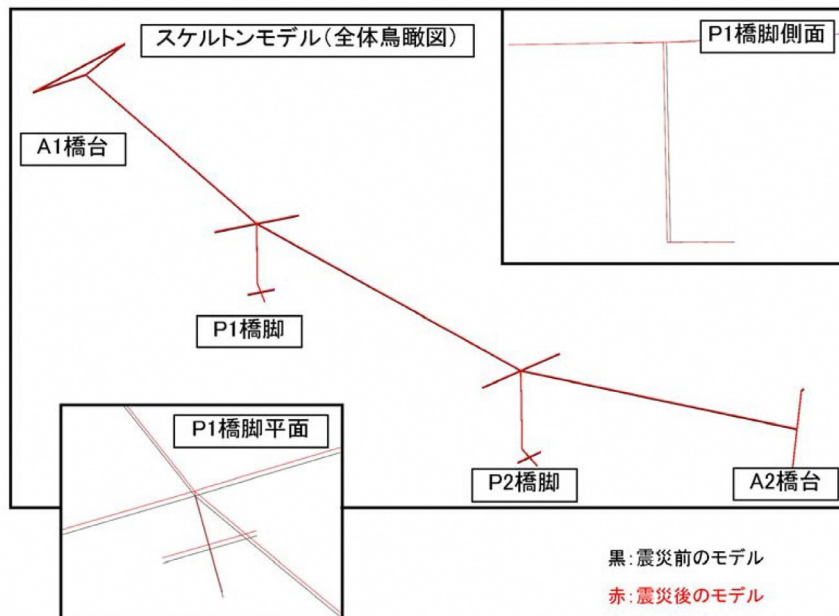 スケルトンモデル(全体鳥瞰図)
P1橋脚側面
A1橋台
P1橋脚
P1橋脚平面
P2橋脚
A2橋台
黒:震災前のモデル
赤:震災後のモデル